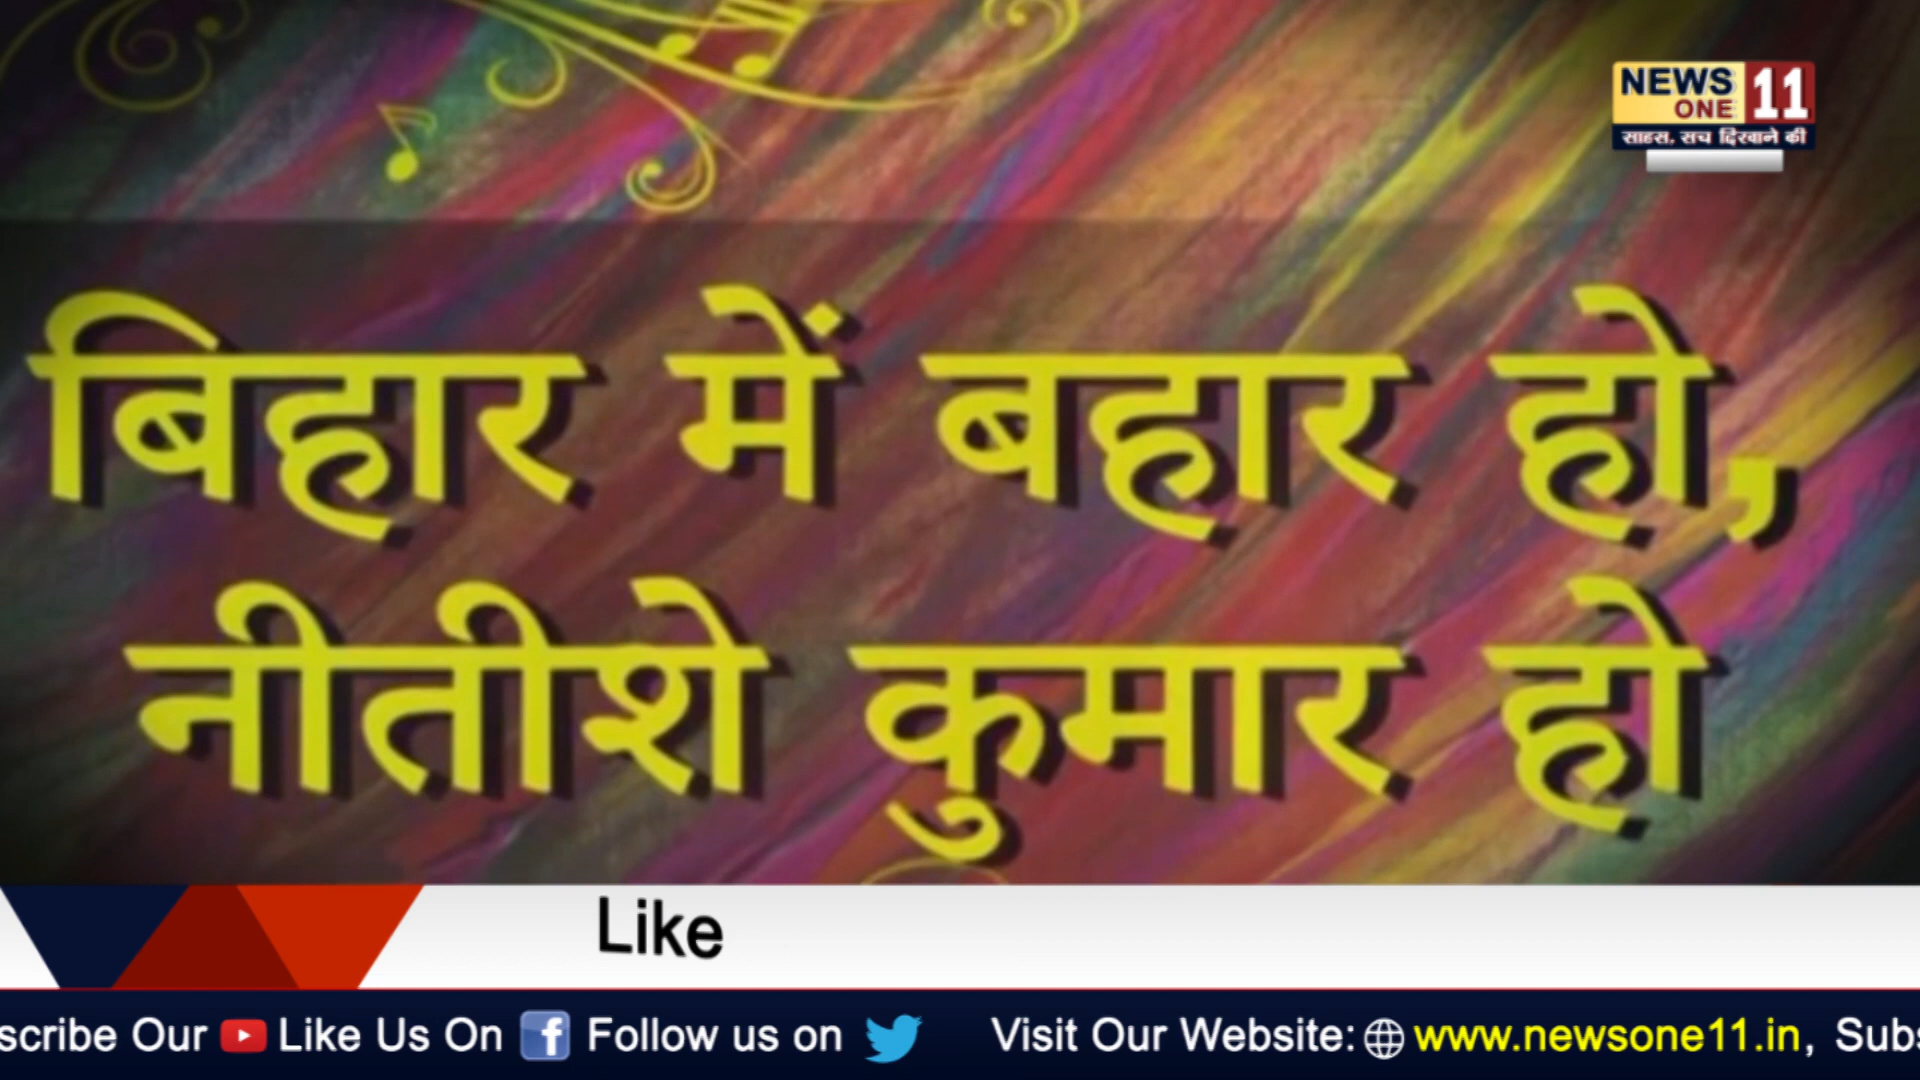 NEWS
ONE 11
साहस, सच दिखाने की
बिहार में बहार हो,
नीतीशे कुमार हो
Like
scribe Our Like Us On Follow us on Visit Our Website: www.newsone11.in, Subs